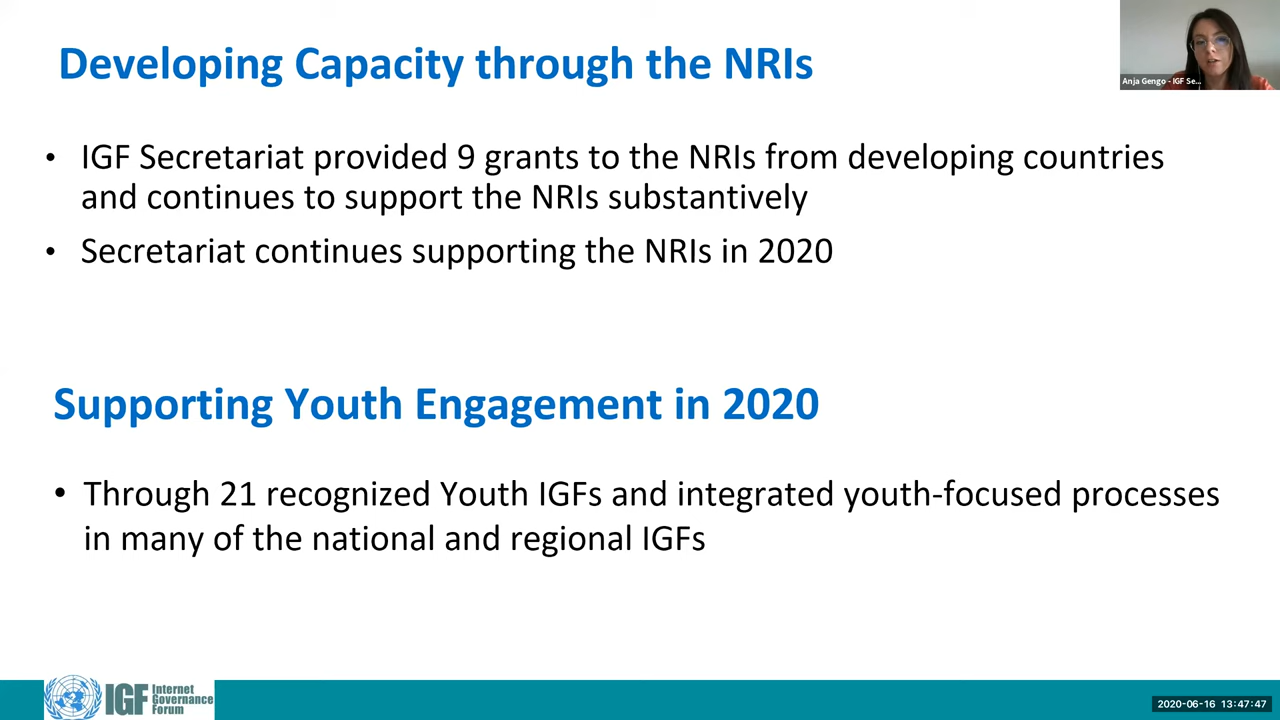 Developing Capacity through the NRIs
Anja Gengo - IGF Se...
• IGF Secretariat provided 9 grants to the NRIs from developing countries
and continues to support the NRIs substantively
• Secretariat continues supporting the NRIs in 2020
Supporting Youth Engagement in 2020
• Through 21 recognized Youth IGFs and integrated youth-focused processes
in many of the national and regional IGFs
IGF
Internet
Governance
Forum
2020-06-16 13:47:47